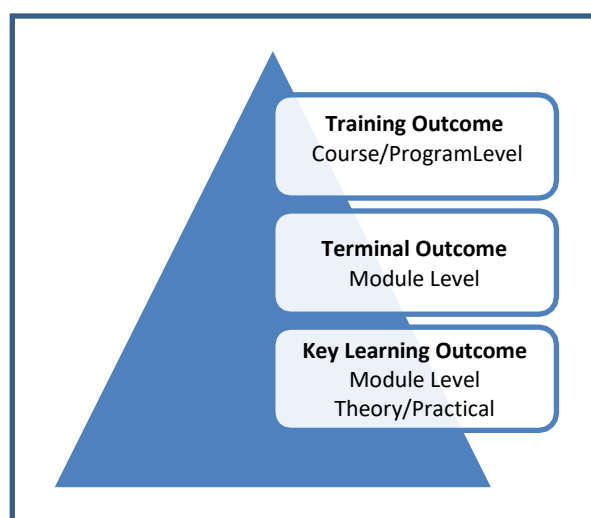 Training Outcome
Course/ProgramLevel
Terminal Outcome
Module Level
Key Learning Outcome
Module Level
Theory/Practical